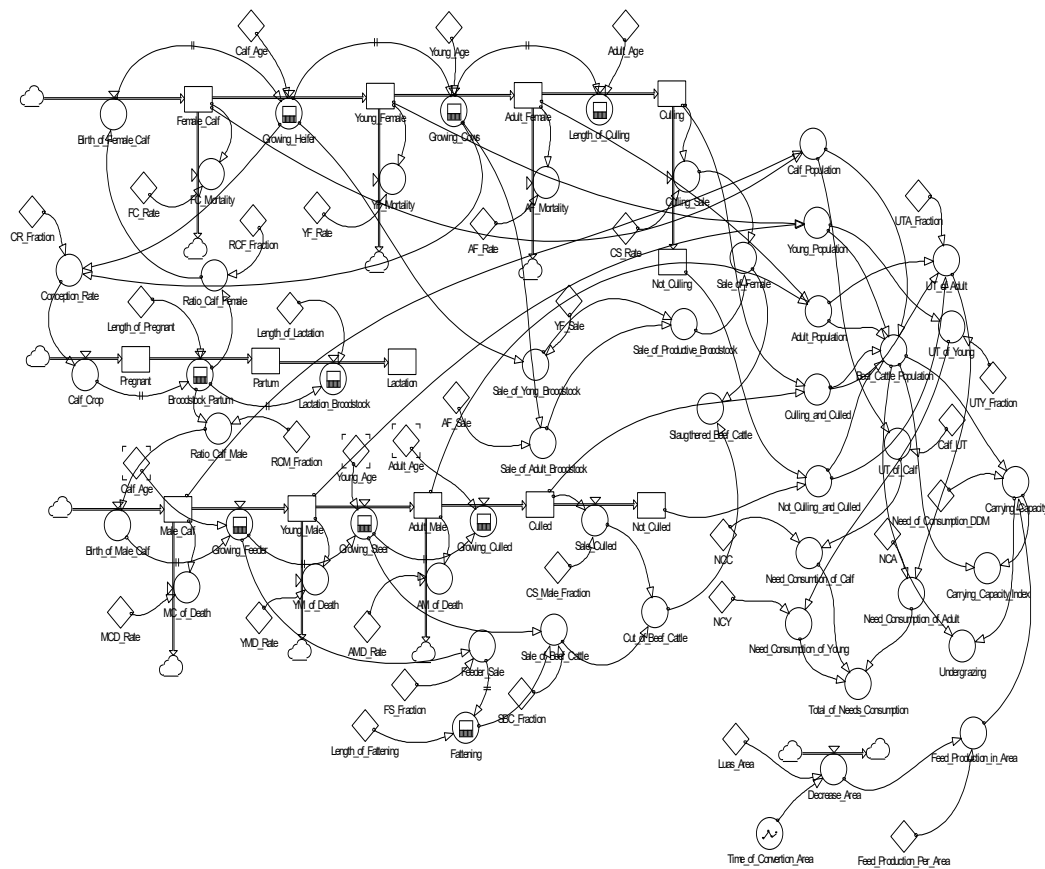 Calf_Age
Young_Age
Adult_Age
Female_Calf
Young_Female
Adult_Female
Culling
Birth_of_Female_Calf
Growing_Heifer
Growing_Cows
Length_of_Culling
Calf_Population
FC_Rate
FC_Mortality
YF_Rate
YF_Mortality
AF_Rate
AF_Mortality
Culling_Sale
CS_Rate
UTA_Fraction
CR_Fraction
RCF_Fraction
Young_Population
Conception_Rate
Ratio_Calf_Female
Not_Culling
Sale_of_Female
UT_of_Adult
Length_of_Pregnant
Length_of_Lactation
YF_Sale
Adult_Population
Sale_of_Productive_Broodstock
UT_of_Young
Pregnant
Partum
Lactation
Beef_Cattle_Population
Calf_Crop
Broodstock_Partum
Lactation_Broodstock
Sale_of_Yong_Broodstock
UTY_Fraction
Culling_and_Culled
AF_Sale
Slaugthered_Beef_Cattle
Calf_UT
Ratio_Calf_Male
RCM_Fraction
Sale_of_Adult_Broodstock
UT_of_Calf
Calf_Age
Young_Age
Adult_Age
Not_Culling_and_Culled
Carrying_Capacity
Need_of_Consumption_DDM
Male_Calf
Young_Male
Adult_Male
Culled
Not_Culled
Birth_of_Male_Calf
Growing_Feeder
Growing_Steer
Growing_Culled
Sale_Culled
NCC
NCA
Need_Consumtion_of_Calf
Carrying_Capacity_Index
CS_Male_Fraction
MC_of_Death
YM_of_Death
AM_of_Death
MCD_Rate
YMD_Rate
AMD_Rate
NCY
Need_Consumption_of_Adult
Cut_of_Beef_Cattle
Need_Consumption_of_Young
Feeder_Sale
Sale_of_Beef_Cattle
Undergrazing
FS_Fraction
SBC_Fraction
Total_of_Needs_Consumption
Length_of_Fattening
Fattening
Luas_Area
Feed_Production_in_Area
Decrease_Area
Time_of_Convertion_Area
Feed_Production_Per_Area